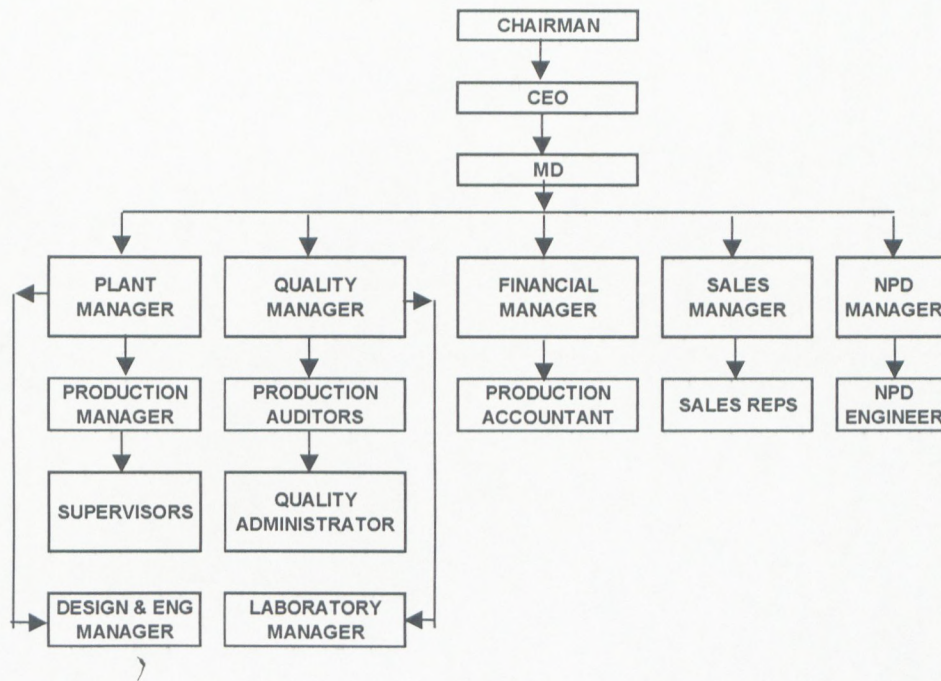 CHAIRMAN
CEO
MD
PLANT
MANAGER
QUALITY
MANAGER
FINANCIAL
MANAGER
SALES
MANAGER
NPD
MANAGER
PRODUCTION
MANAGER
PRODUCTION
AUDITORS
PRODUCTION
ACCOUNTANT
SALES REPS
NPD
ENGINEER
SUPERVISORS
QUALITY
ADMINISTRATOR
DESIGN & ENG
MANAGER
LABORATORY
MANAGER